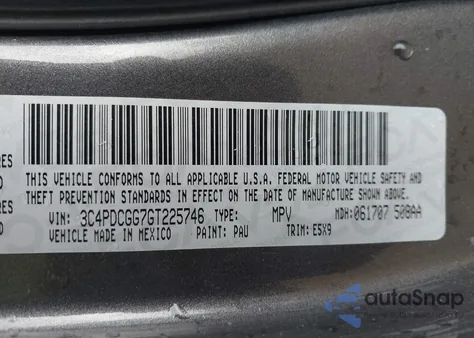 THIS VEHICLE CONFORMS TO ALL APPLICABLE U.S.A. FEDERAL MOTOR VEHICLE SAFETY AND
THEFT PREVENTION STANDARDS IN EFFECT ON THE DATE OF MANUFACTURE SHOWN ABOVE.
VIN: 3C4PDCGG7GT225746 TYPE: MPV MDH: 061707 508AA
VEHICLE MADE IN MEXICO PAINT: PAU TRIM: E5X9
autoSnap